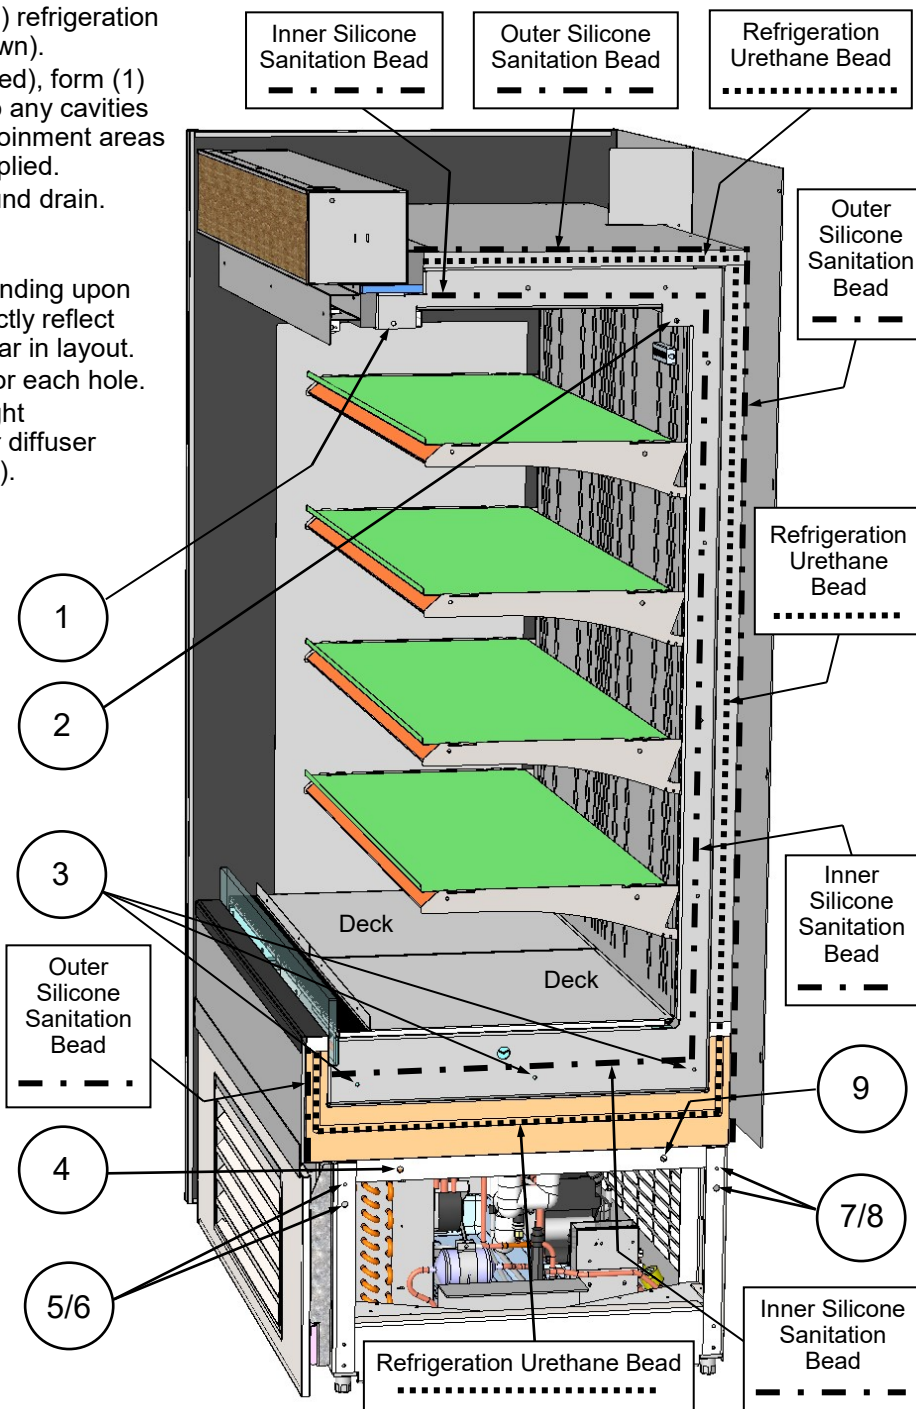 ) refrigeration
wn).
ed), form (1)
o any cavities
oinment areas
plied.
und drain.
nding upon
ctly reflect
ar in layout.
or each hole.
ght
r diffuser
).
Inner Silicone
Sanitation Bead
Outer Silicone
Sanitation Bead
Refrigeration
Urethane Bead
Outer
Silicone
Sanitation
Bead
1
Refrigeration
Urethane
Bead
2
3
Deck
Deck
Inner
Silicone
Sanitation
Bead
Outer
Silicone
Sanitation
Bead
9
4
7/8
5/6
Refrigeration Urethane Bead
Inner Silicone
Sanitation
Bead